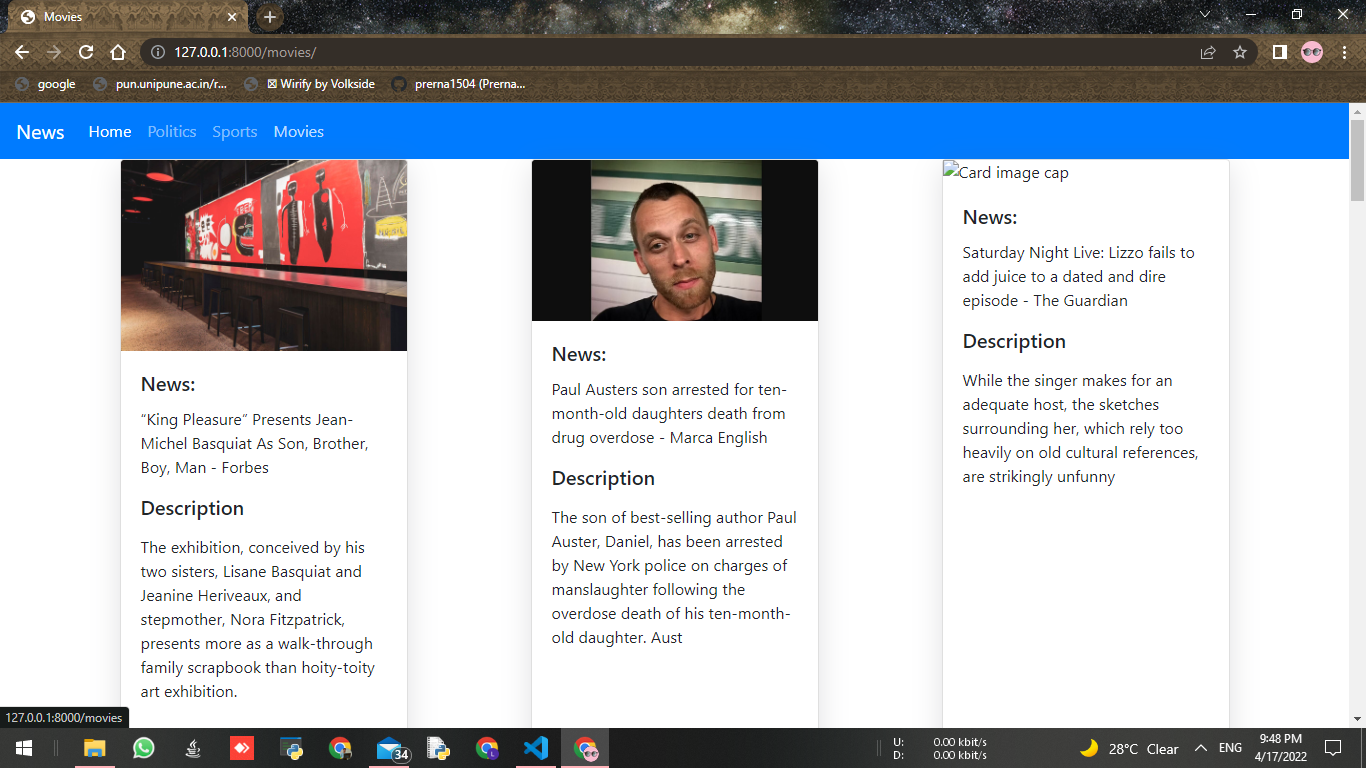 Movies
127.0.0.1:8000/movies/
google
pun.unipune.ac.in/r...
⊠ Wirify by Volkside
prerna1504 (Prerna...
News Home Politics Sports Movies
News:
“King Pleasure” Presents Jean-
Michel Basquiat As Son, Brother,
Boy, Man - Forbes
Description
The exhibition, conceived by his
two sisters, Lisane Basquiat and
Jeanine Heriveaux, and
stepmother, Nora Fitzpatrick,
presents more as a walk-through
family scrapbook than hoity-toity
art exhibition.
News:
Paul Austers son arrested for ten-
month-old daughters death from
drug overdose - Marca English
Description
The son of best-selling author Paul
Auster, Daniel, has been arrested
by New York police on charges of
manslaughter following the
overdose death of his ten-month-
old daughter. Aust
Card image cap
News:
Saturday Night Live: Lizzo fails to
add juice to a dated and dire
episode - The Guardian
Description
While the singer makes for an
adequate host, the sketches
surrounding her, which rely too
heavily on old cultural references,
are strikingly unfunny
127.0.0.1:8000/movies
34
U: 0.00 kbit/s
D: 0.00 kbit/s
28°C Clear
ENG
9:48 PM
4/17/2022